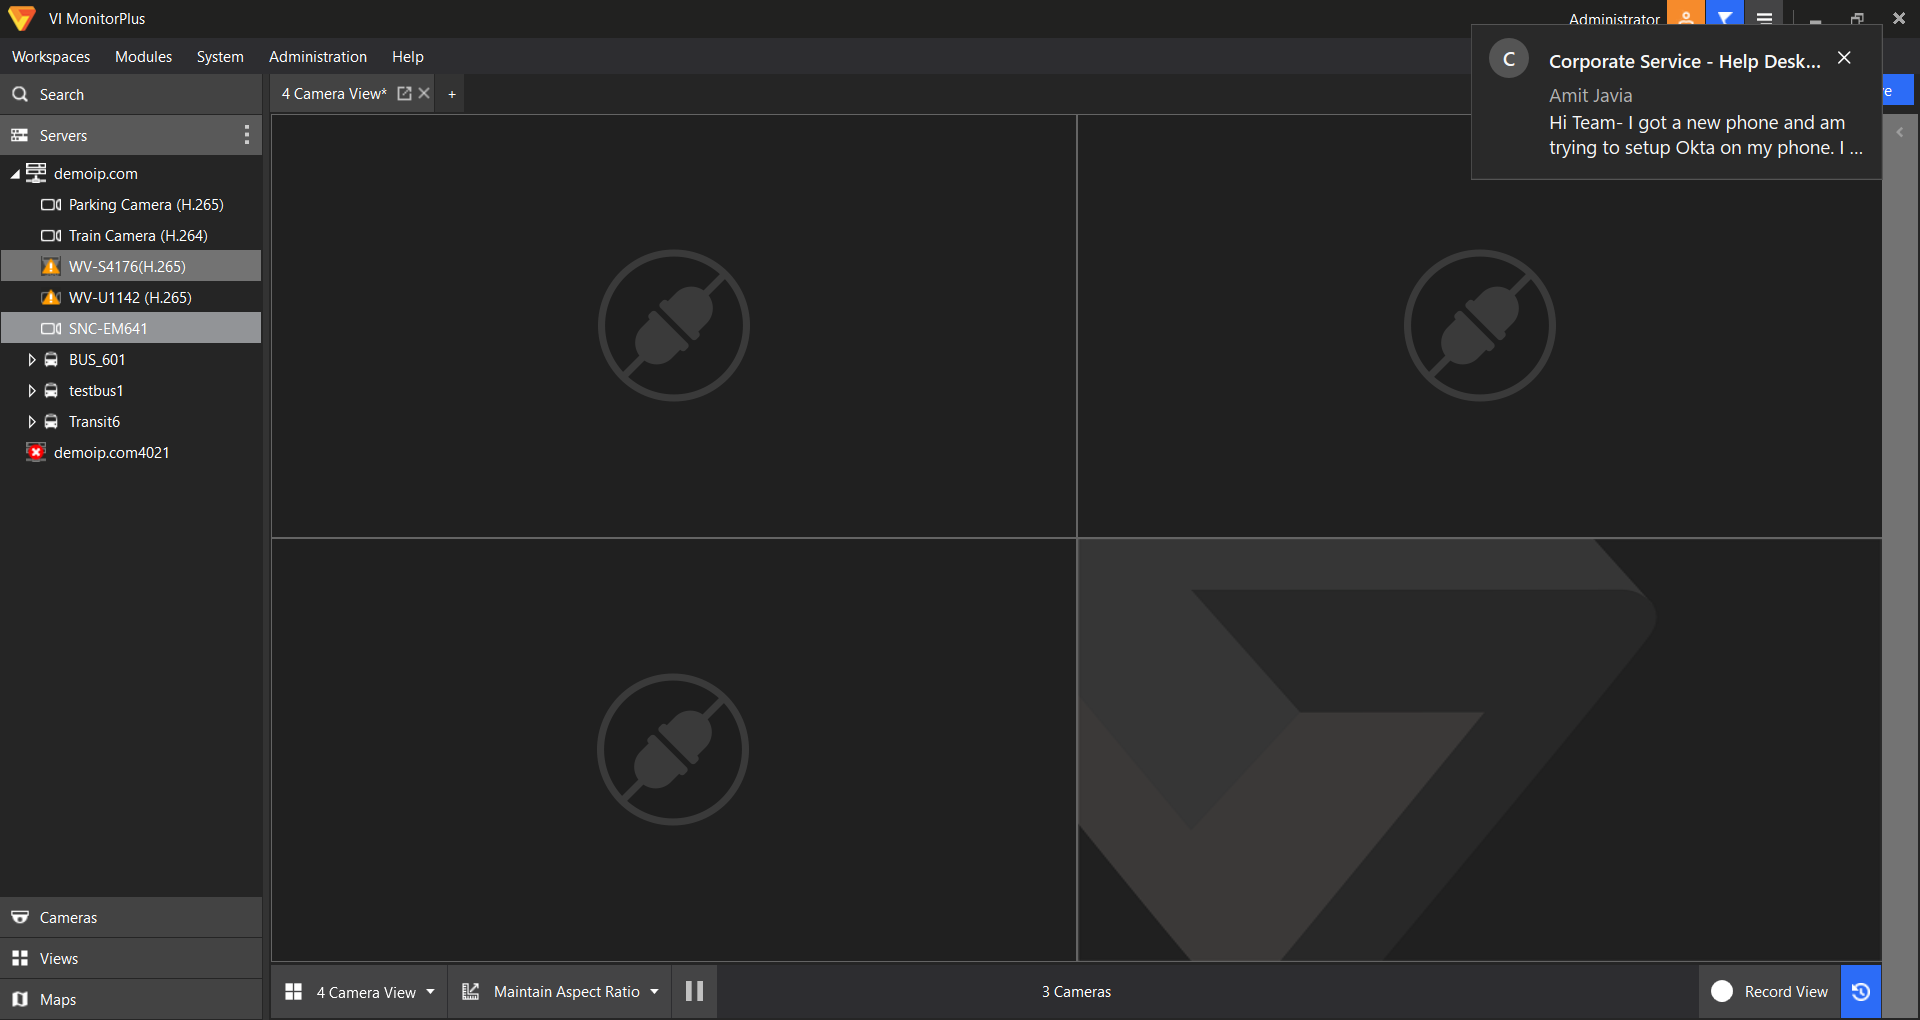 VI MonitorPlus
Administrator
Workspaces Modules System Administration Help
Corporate Service - Help Desk...
Amit Javia
Hi Team- I got a new phone and am
trying to setup Okta on my phone. I ...
C
Search
4 Camera View*
+
Servers
demoip.com
Parking Camera (H.265)
Train Camera (H.264)
WV-S4176(H.265)
WV-U1142 (H.265)
SNC-EM641
BUS_601
testbus1
Transit6
demoip.com4021
Cameras
Views
Maps
4 Camera View
Maintain Aspect Ratio
3 Cameras
Record View